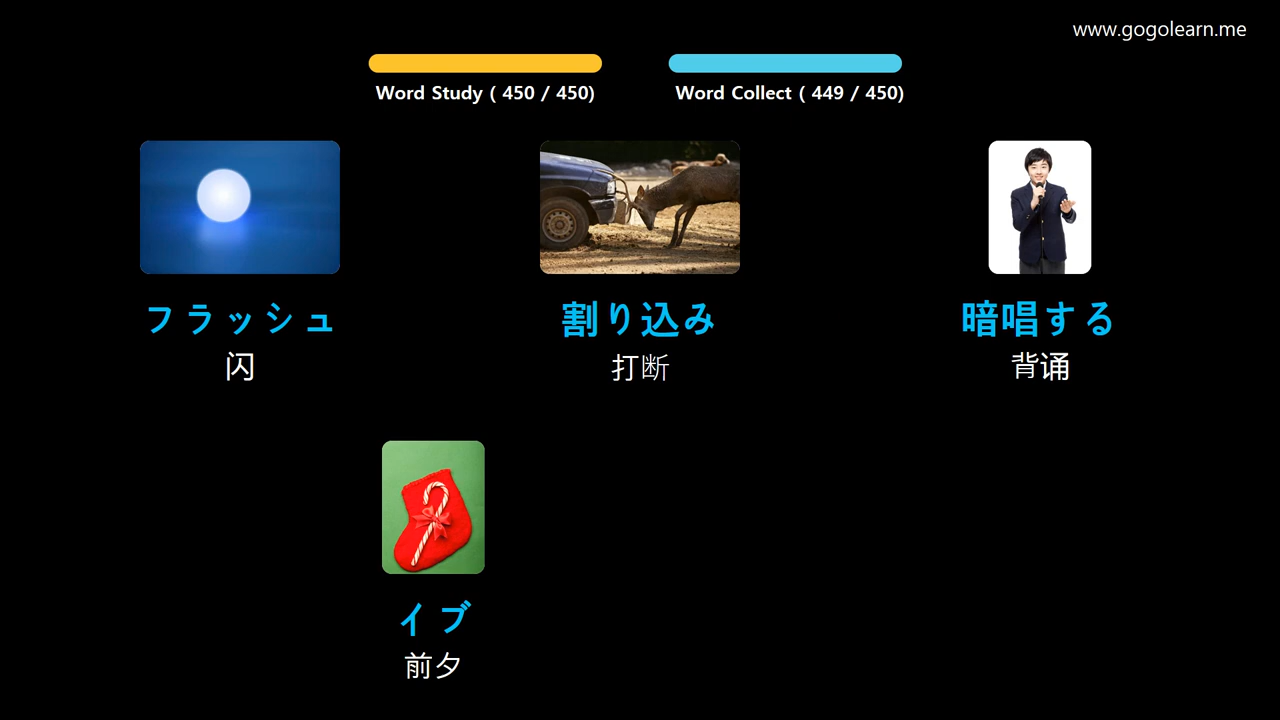 www.gogolearn.me
Word Study ( 450 / 450)
Word Collect ( 449 / 450)
フラッシュ
闪
割り込み
打断
暗唱する
背诵
イブ
前夕